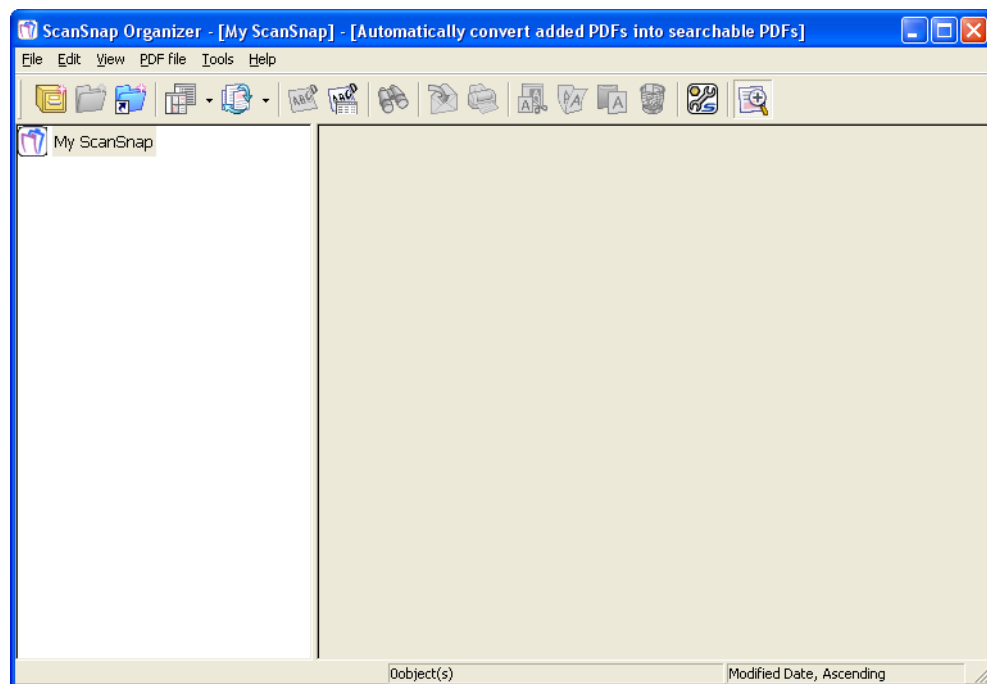 ScanSnap Organizer - [My ScanSnap] - [Automatically convert added PDFs into searchable PDFs]
File Edit View PDF file Tools Help
My ScanSnap
0object(s) Modified Date, Ascending